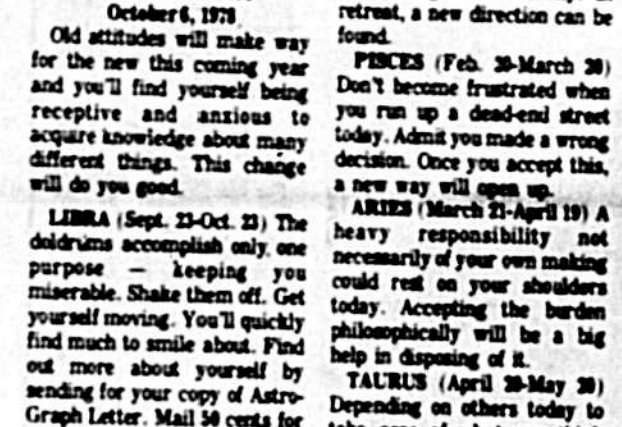 October 6, 1978
Old attitudes will make way
for the new this coming year
and you'll find yourself being
receptive and anxious to
acquire knowledge about many
different things. This change
will do you good.
LIBRA (Sept. 23-Oct. 23) The
doldrums accomplish only one
purpose — keeping you
miserable. Shake them off. Get
yourself moving. You'll quickly
find much to smile about. Find
out more about yourself by
sending for your copy of Astro-
Graph Letter. Mail 50 cents for
retreat, a new direction can be
found.
PISCES (Feb. 20-March 20)
Don't become frustrated when
you run up a dead-end street
today. Admit you made a wrong
decision. Once you accept this,
a new way will open up.
ARIES (March 21-April 19) A
heavy responsibility not
necessarily of your own making
could rest on your shoulders
today. Accepting the burden
philosophically will be a big
help in disposing of it.
TAURUS (April 20-May 20)
Depending on others today to